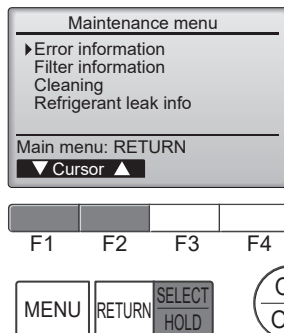 Maintenance menu
▶Error information
Filter information
Cleaning
Refrigerant leak info
Main menu: RETURN
▼ Cursor ▲
F1 F2 F3 F4
MENU RETURN SELECT
HOLD